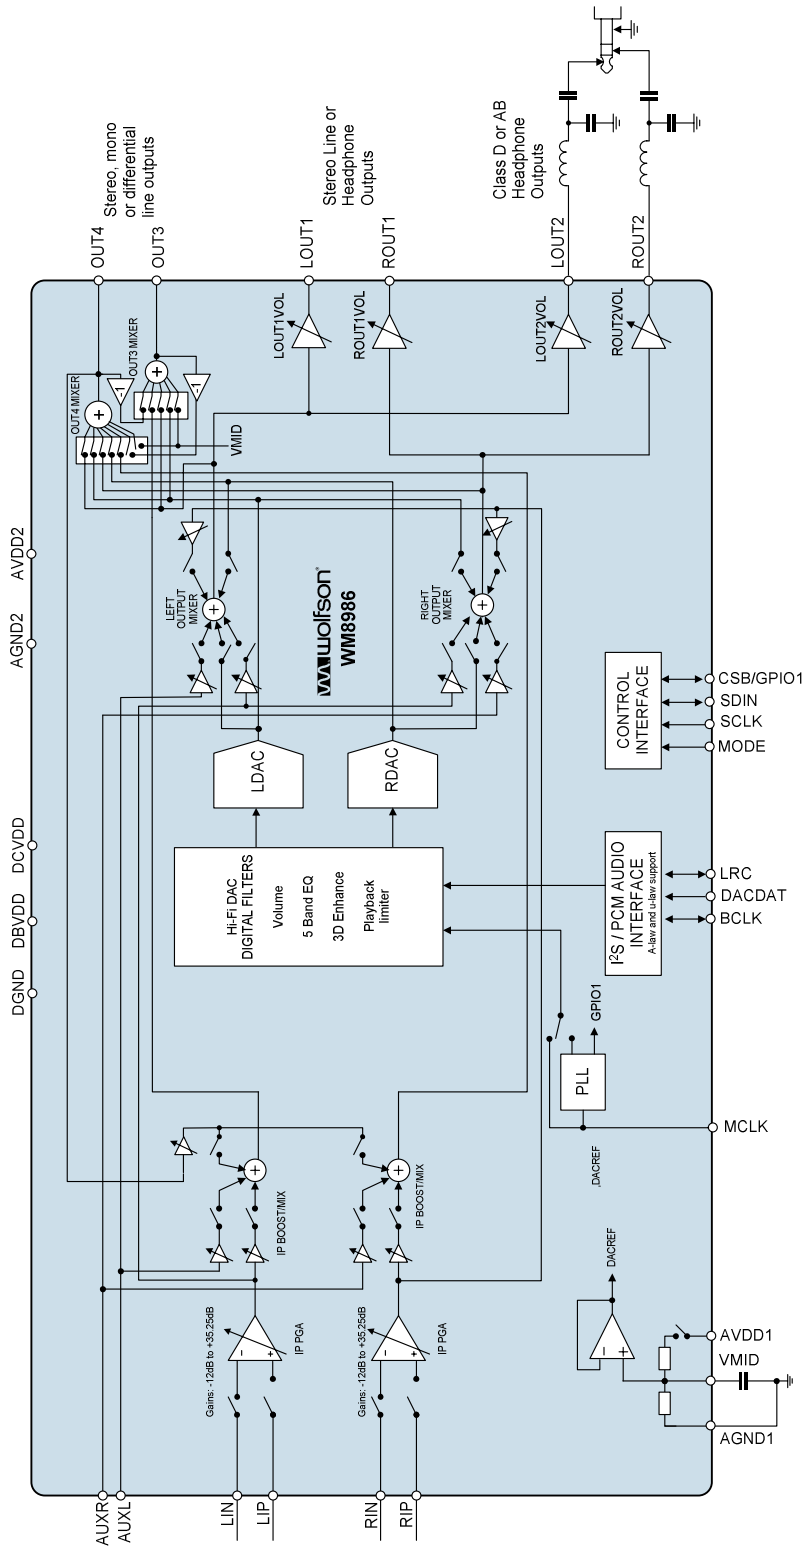 OUT4
Stereo, mono
or differential
line outputs
OUT3
LOUT1
Stereo Line or
Headphone
Outputs
ROUT1
LOUT2
Class D or AB
Headphone
Outputs
ROUT2
LOUT1VOL
ROUT1VOL
LOUT2VOL
ROUT2VOL
OUT4 MIXER
OUT3 MIXER
+
+
-1
-1
VMID
AVDD2
AGND2
DCVDD
DBVDD
DGND
LEFT
OUTPUT
MIXER
+
wolfson®
WM8986
RIGHT
OUTPUT
MIXER
+
LDAC
RDAC
Hi-Fi DAC
DIGITAL FILTERS
Volume
5 Band EQ
3D Enhance
Playback
limiter
CONTROL
INTERFACE
CSB/GPIO1
SDIN
SCLK
MODE
I2S / PCM AUDIO
INTERFACE
A-law and u-law support
LRC
DACDAT
BCLK
PLL
GPIO1
MCLK
,DACREF
+
IP BOOST/MIX
+
IP BOOST/MIX
Gains: -12dB to +35.25dB
- +
IP PGA
Gains: -12dB to +35.25dB
- +
IP PGA
DACREF
- +
AVDD1
VMID
AGND1
AUXR
AUXL
LIN
LIP
RIN
RIP